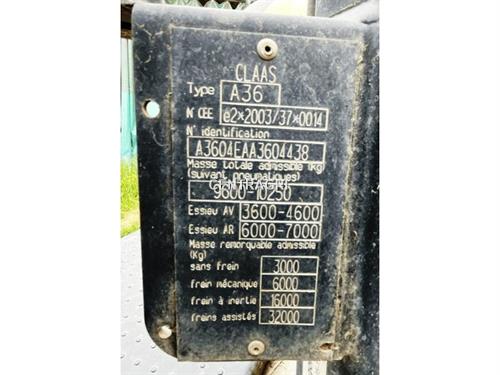 CLAAS
Type A36
N° CEE e2*2003/37*0014
N° identification
A3604EAA3604438
Masse totale admissible (Kg)
(suivant pneumatiques)
9600-10250
CENTRAGRI
Essieu AV 3600-4600
Essieu AR 6000-7000
Masse remorquable admissible
(Kg)
sans frein 3000
frein mécanique 6000
frein à inertie 16000
freins assistés 32000